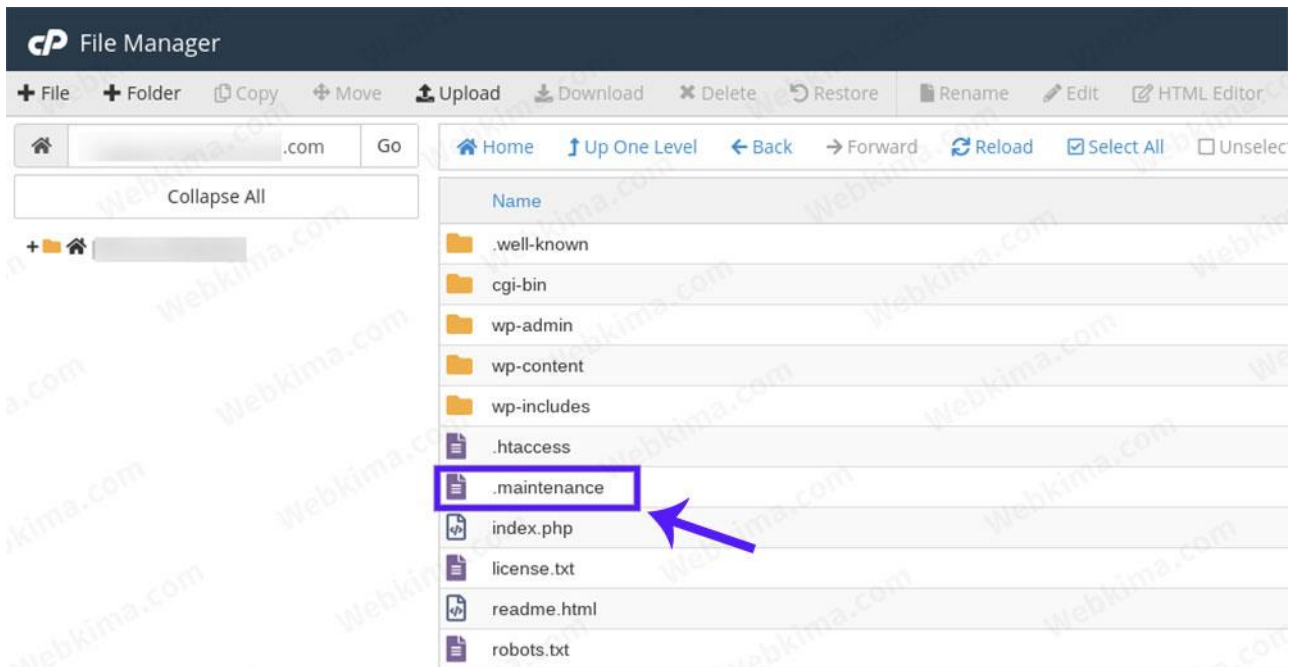 cP File Manager
File Folder Copy Move Upload Download Delete Restore Rename Edit HTML Editor
.com Go Home Up One Level Back Forward Reload Select All Unselec
Collapse All
Name
.well-known
cgi-bin
wp-admin
wp-content
wp-includes
.htaccess
.maintenance
index.php
license.txt
readme.html
robots.txt
Webkima.com